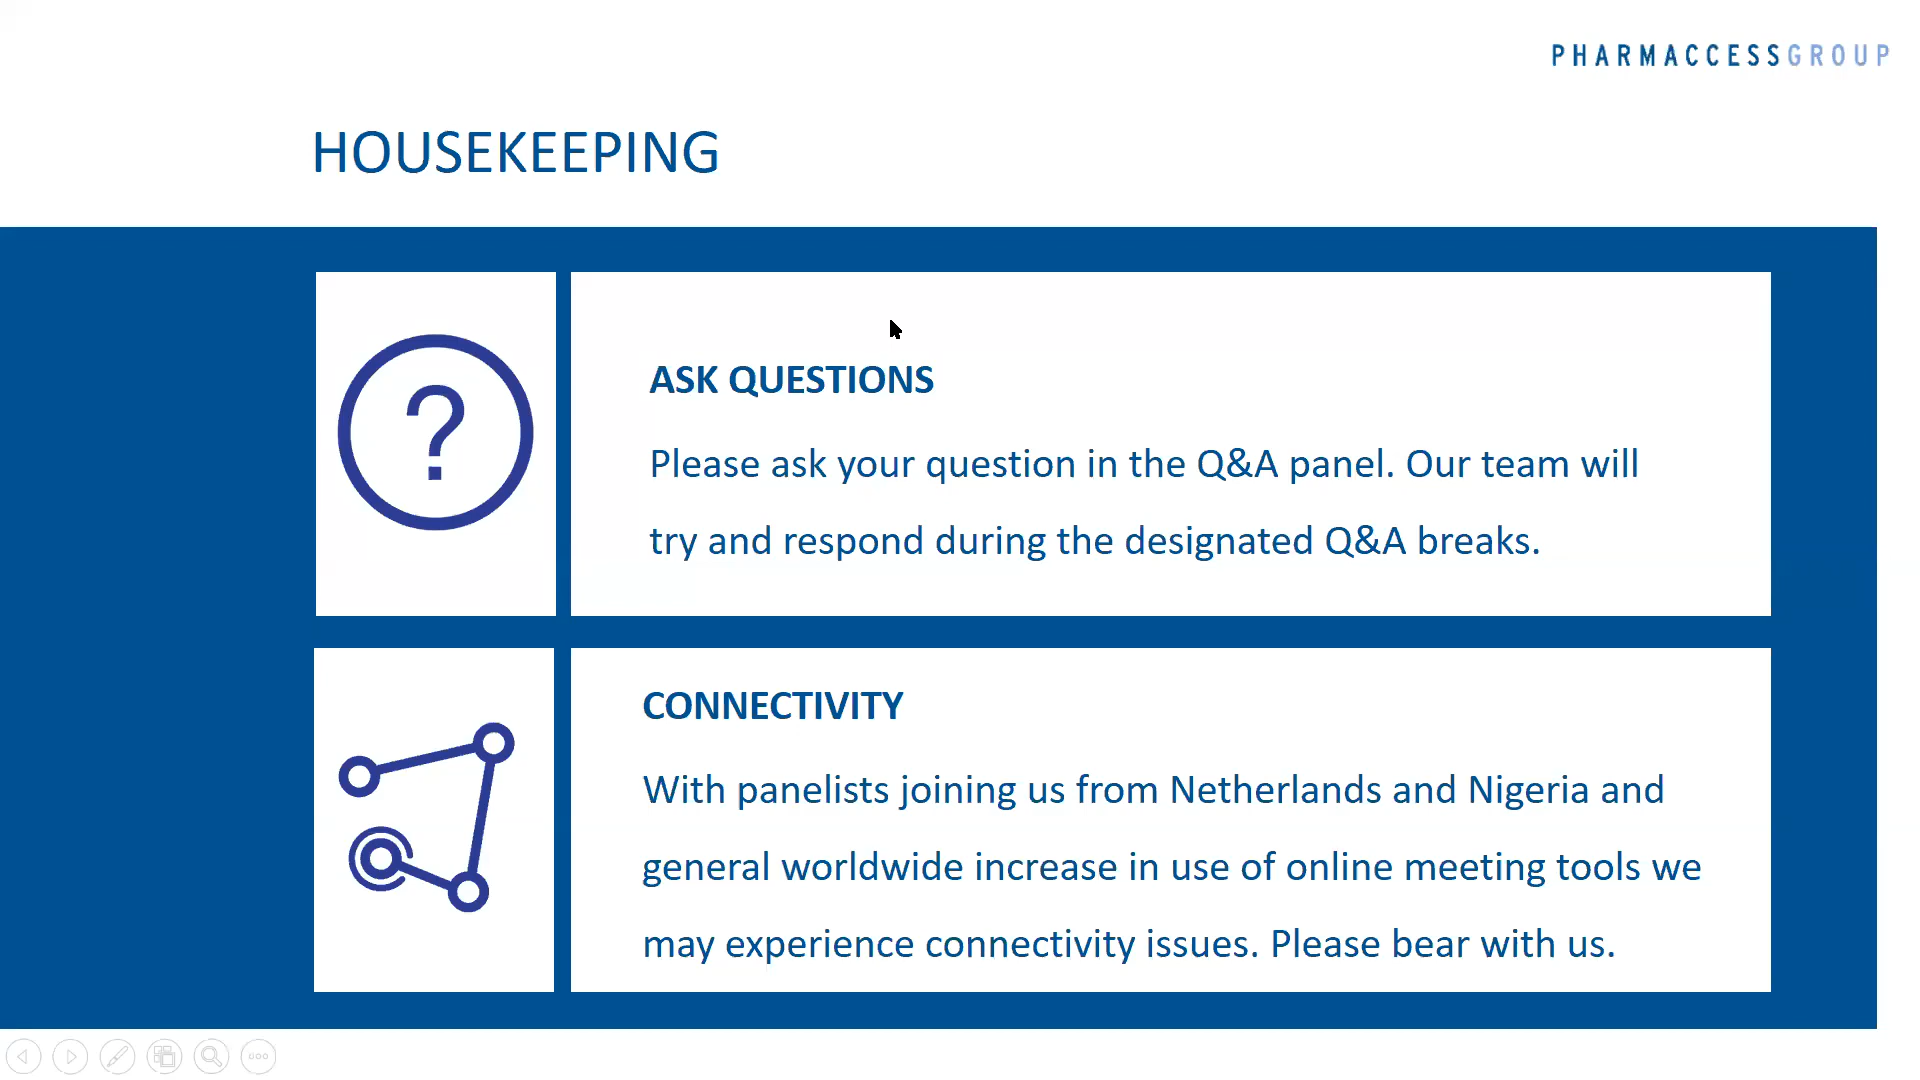 PHARMACCESSGROUP
HOUSEKEEPING
?
ASK QUESTIONS
Please ask your question in the Q&A panel. Our team will
try and respond during the designated Q&A breaks.
CONNECTIVITY
With panelists joining us from Netherlands and Nigeria and
general worldwide increase in use of online meeting tools we
may experience connectivity issues. Please bear with us.